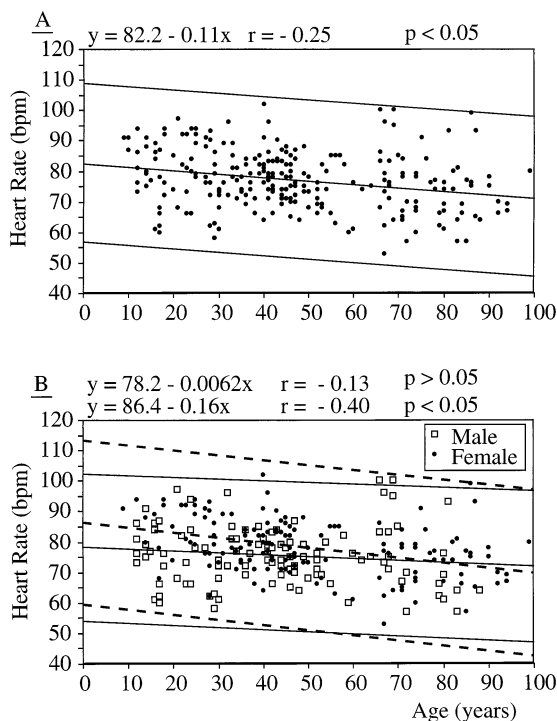 A
y = 82.2 - 0.11x r = - 0.25 p < 0.05
120
110
100
90
80
70
60
50
40
Heart Rate (bpm)
0 10 20 30 40 50 60 70 80 90 100
B
y = 78.2 - 0.0062x r = - 0.13 p > 0.05
y = 86.4 - 0.16x r = - 0.40 p < 0.05
120
110
100
90
80
70
60
50
40
Heart Rate (bpm)
Male
Female
0 10 20 30 40 50 60 70 80 90 100
Age (years)